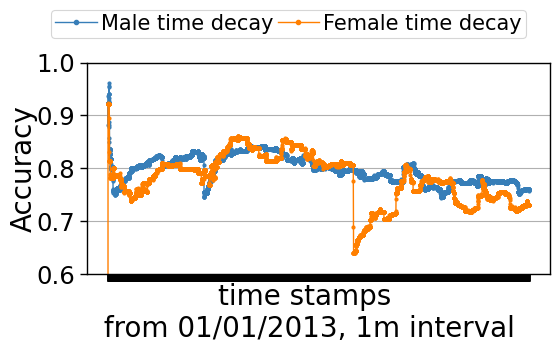 Male time decay Female time decay
1.0
0.9
0.8
0.7
0.6
Accuracy
time stamps
from 01/01/2013, 1m interval